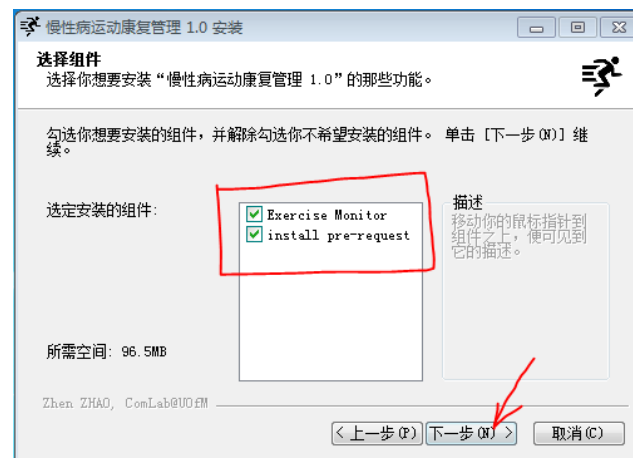 慢性病运动康复管理 1.0 安装
选择组件
选择你想要安装“慢性病运动康复管理 1.0”的那些功能。
勾选你想要安装的组件，并解除勾选你不希望安装的组件。 单击 [下一步(N)] 继
续。
选定安装的组件:
Exercise Monitor
install pre-request
描述
移动你的鼠标指针到
组件之上，便可见到
它的描述。
所需空间: 96.5MB
Zhen ZHAO, ComLab@UOfM
< 上一步(P)
下一步(N) >
取消(C)